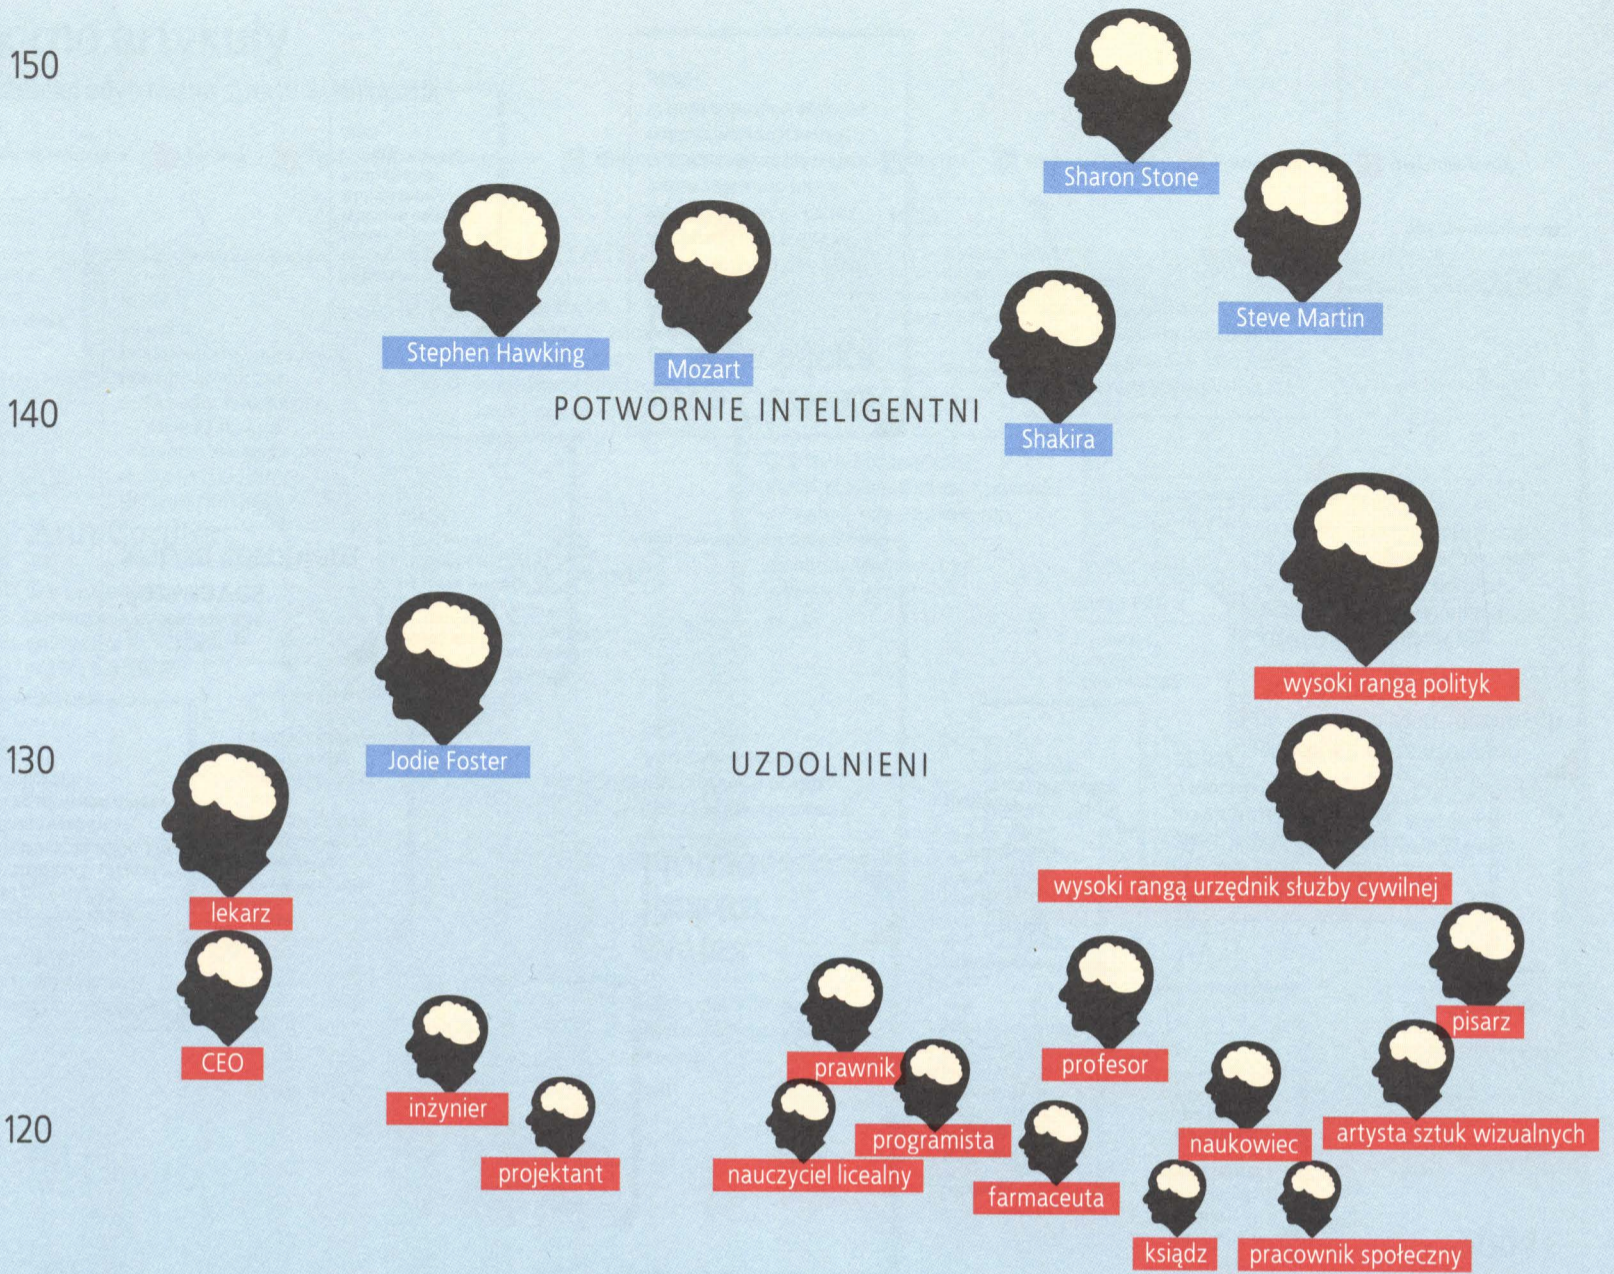 150
Sharon Stone
Steve Martin
Stephen Hawking
Mozart
140
POTWORNIE INTELIGENTNI
Shakira
wysoki rangą polityk
130
Jodie Foster
UZDOLNIENI
wysoki rangą urzędnik służby cywilnej
lekarz
pisarz
CEO
prawnik
profesor
inżynier
120
programista
naukowiec
artysta sztuk wizualnych
projektant
nauczyciel licealny
farmaceuta
ksiądz
pracownik społeczny